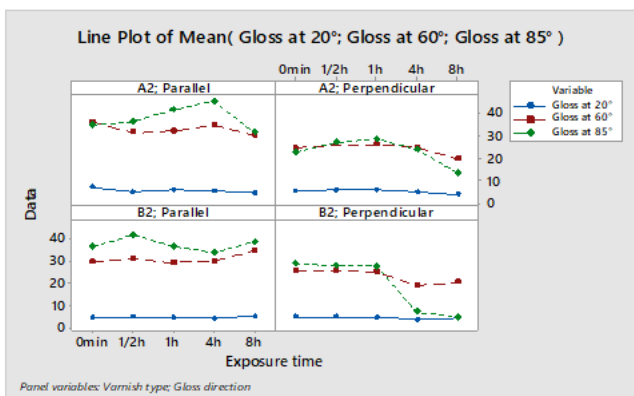 Line Plot of Mean( Gloss at 20°; Gloss at 60°; Gloss at 85° )
0min 1/2h 1h 4h 8h
A2; Parallel A2; Perpendicular
Variable
Gloss at 20°
Gloss at 60°
Gloss at 85°
40
30
20
10
0
Data
B2; Parallel B2; Perpendicular
40
30
20
10
0
0min 1/2h 1h 4h 8h
Exposure time
Panel variables: Varnish type; Gloss direction